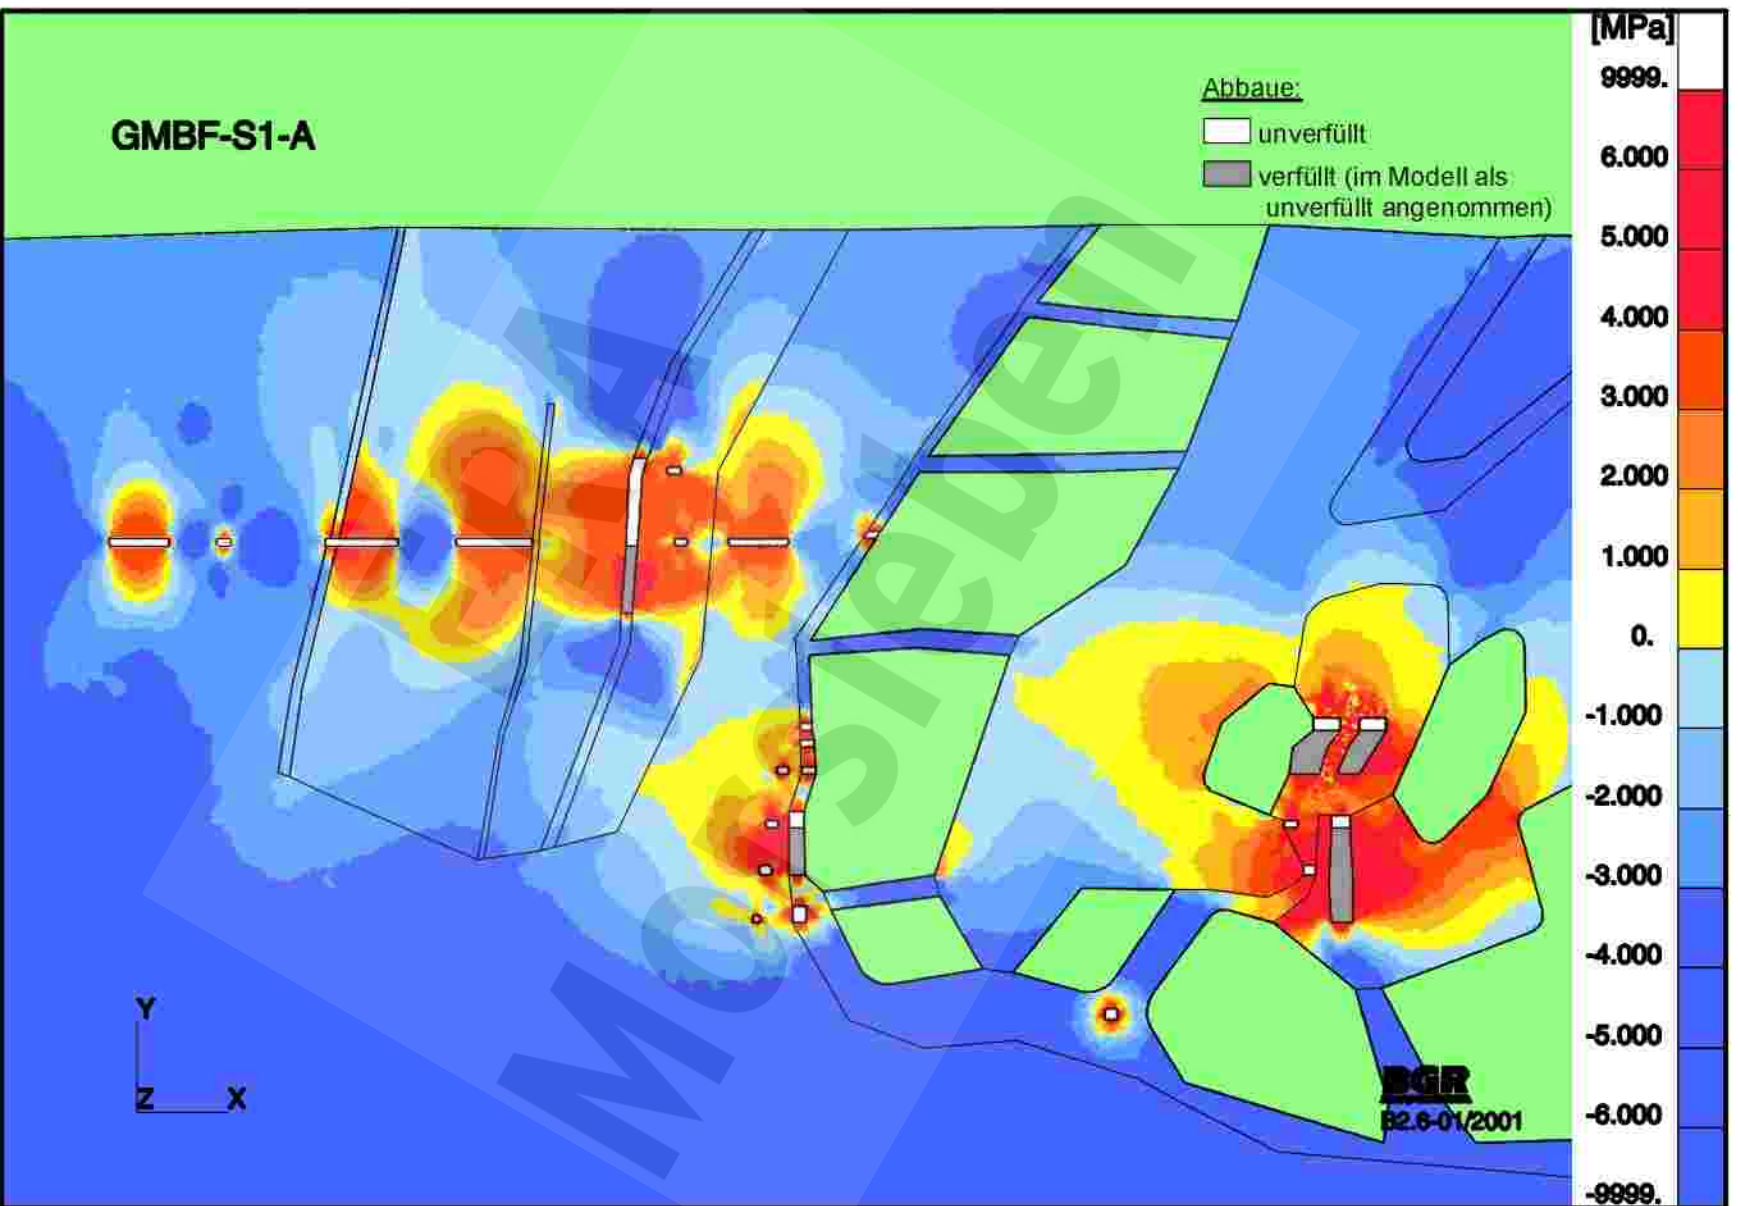 [MPa]
9999.
6.000
5.000
4.000
3.000
2.000
1.000
0.
-1.000
-2.000
-3.000
-4.000
-5.000
-6.000
-9999.
GMBF-S1-A
Abbaue:
unverfüllt
verfüllt (im Modell als
unverfüllt angenommen)
ERA
Morsleben
Y
Z X
BGR
B2.6-01/2001